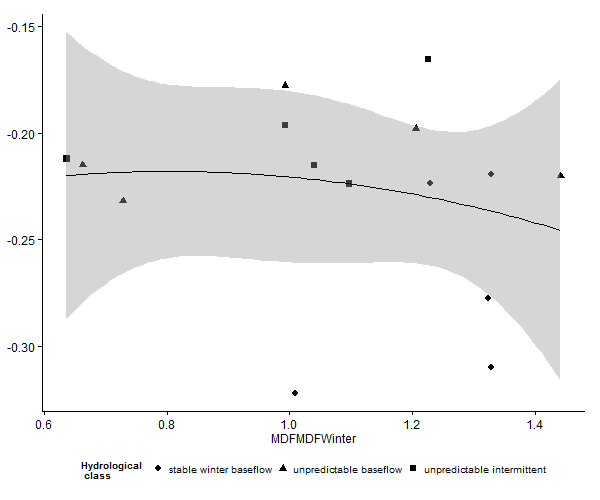 -0.15
-0.20
-0.25
-0.30
0.6 0.8 1.0 1.2 1.4
MDFMDFWinter
Hydrological
class
stable winter baseflow unpredictable baseflow unpredictable intermittent